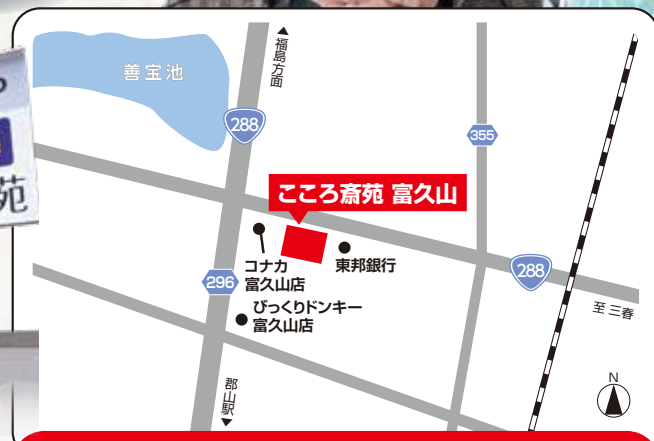 ▲福島方面
善宝池
288
355
こころ斎苑 富久山
苑
コナカ
富久山店
東邦銀行
288
296
びっくりドンキー
富久山店
至 三春
郡山駅▼
N